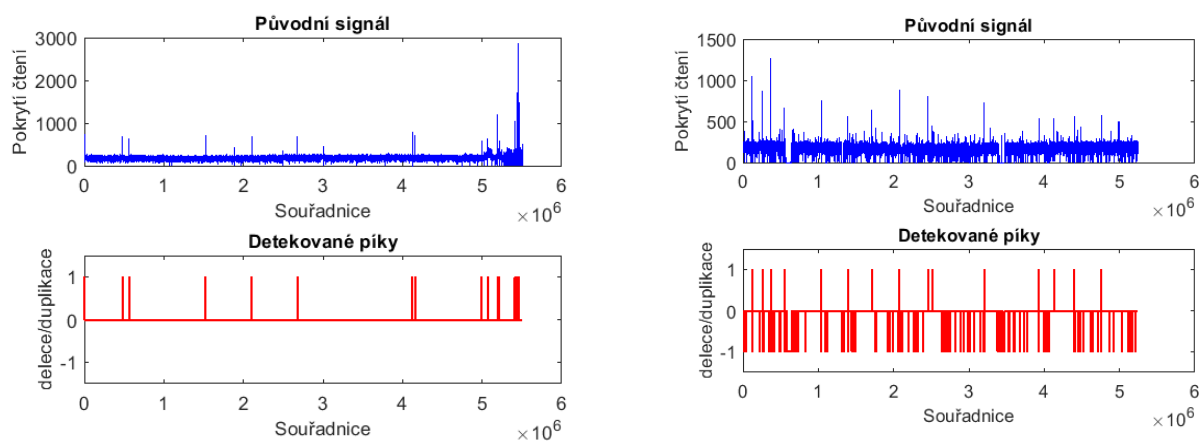 Původní signál
3000
2000
1000
0
Pokrytí čtení
0 1 2 3 4 5 6
Souřadnice
×10^6
Detekované píky
1
0
-1
delece/duplikace
0 1 2 3 4 5 6
Souřadnice
×10^6
Původní signál
1500
1000
500
0
Pokrytí čtení
0 1 2 3 4 5 6
Souřadnice
×10^6
Detekované píky
1
0
-1
delece/duplikace
0 1 2 3 4 5 6
Souřadnice
×10^6